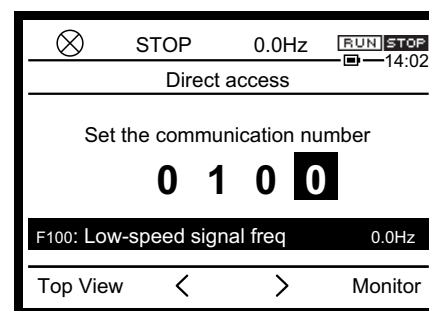 STOP 0.0Hz RUN STOP
14:02
Direct access
Set the communication number
0 1 0 0
F100: Low-speed signal freq 0.0Hz
Top View < > Monitor